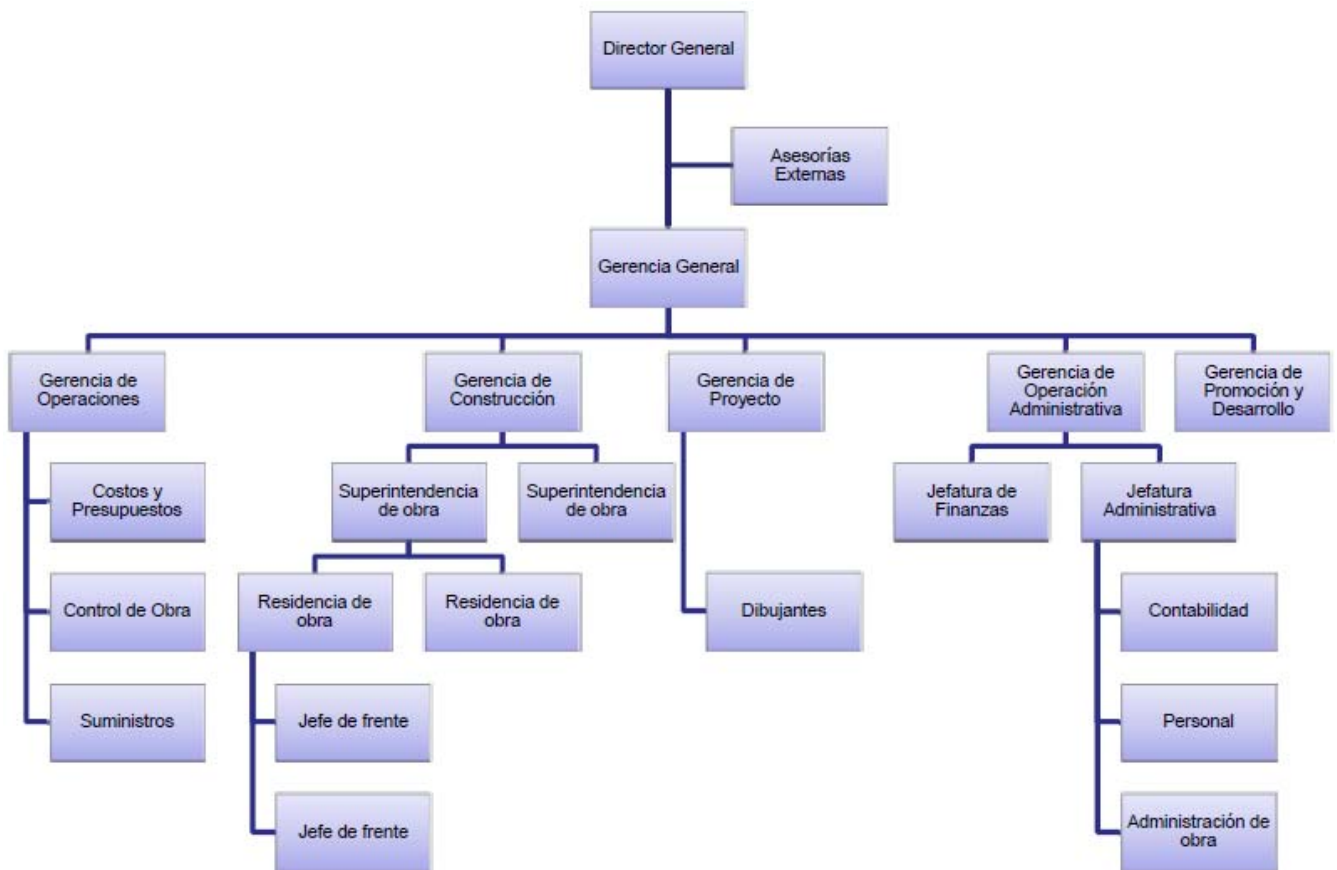 Director General
Asesorías
Externas
Gerencia General
Gerencia de
Operaciones
Gerencia de
Construcción
Gerencia de
Proyecto
Gerencia de
Operación
Administrativa
Gerencia de
Promoción y
Desarrollo
Costos y
Presupuestos
Superintendencia
de obra
Superintendencia
de obra
Jefatura de
Finanzas
Jefatura
Administrativa
Control de Obra
Residencia de
obra
Residencia de
obra
Dibujantes
Contabilidad
Suministros
Jefe de frente
Personal
Jefe de frente
Administración de
obra